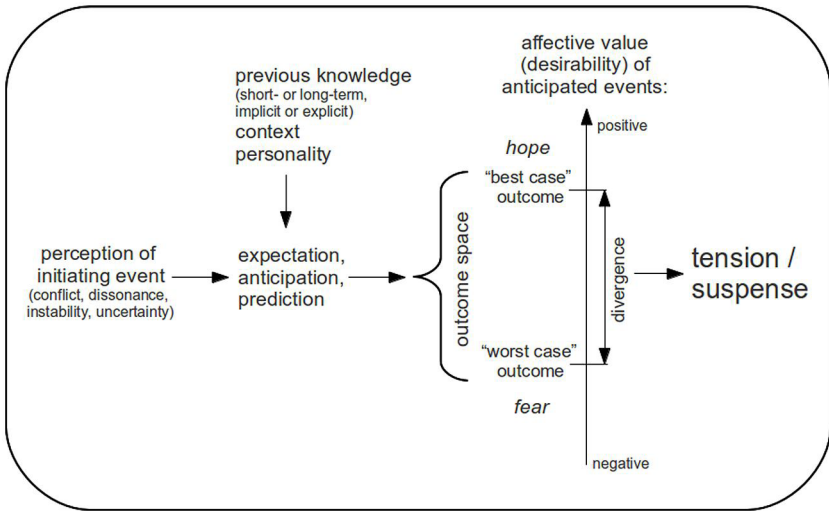 affective value
(desirability) of
anticipated events:
previous knowledge
(short- or long-term,
implicit or explicit)
context
personality
positive
hope
“best case”
outcome
perception of
initiating event
(conflict, dissonance,
instability, uncertainty)
expectation,
anticipation,
prediction
outcome space
divergence
tension /
suspense
“worst case”
outcome
fear
negative